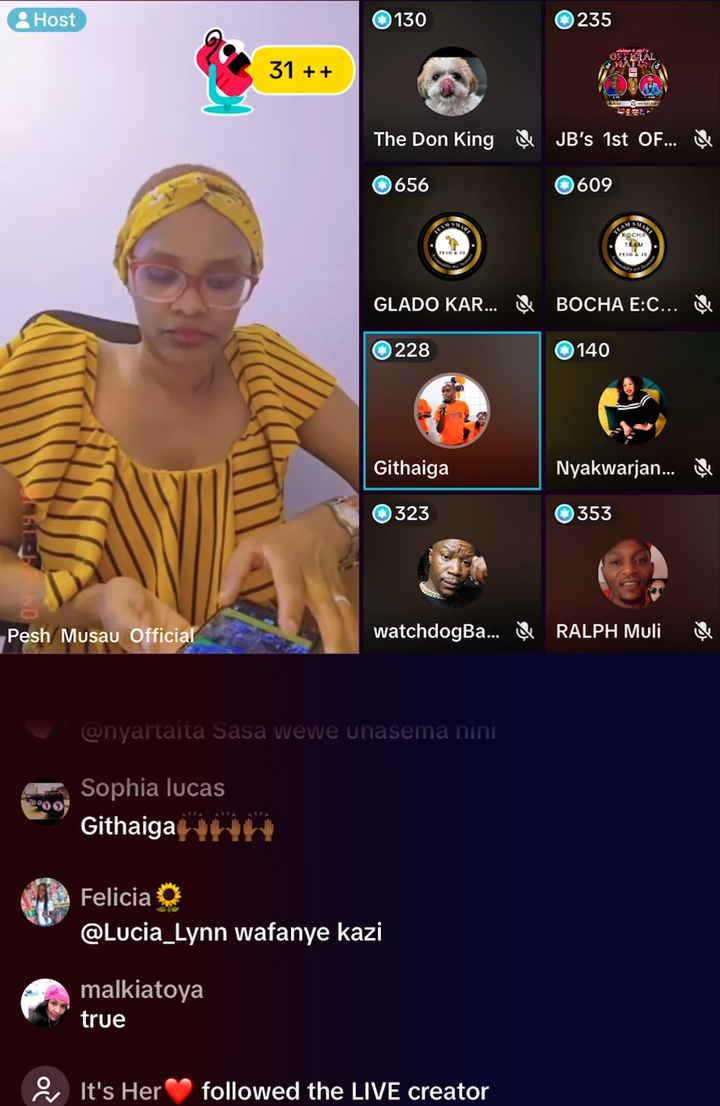 Host
31 ++
130
The Don King
235
JB's 1st OF...
656
GLADO KAR...
609
BOCHA E:C...
228
Githaiga
140
Nyakwarjan...
323
watchdogBa...
353
RALPH Muli
Pesh Musau Official
@nyartaita Sasa wewe unasema nini
Sophia lucas
Githaiga🙌🏾🙌🏾🙌🏾
Felicia🌻
@Lucia_Lynn wafanye kazi
malkiatoya
true
It's Her❤️ followed the LIVE creator